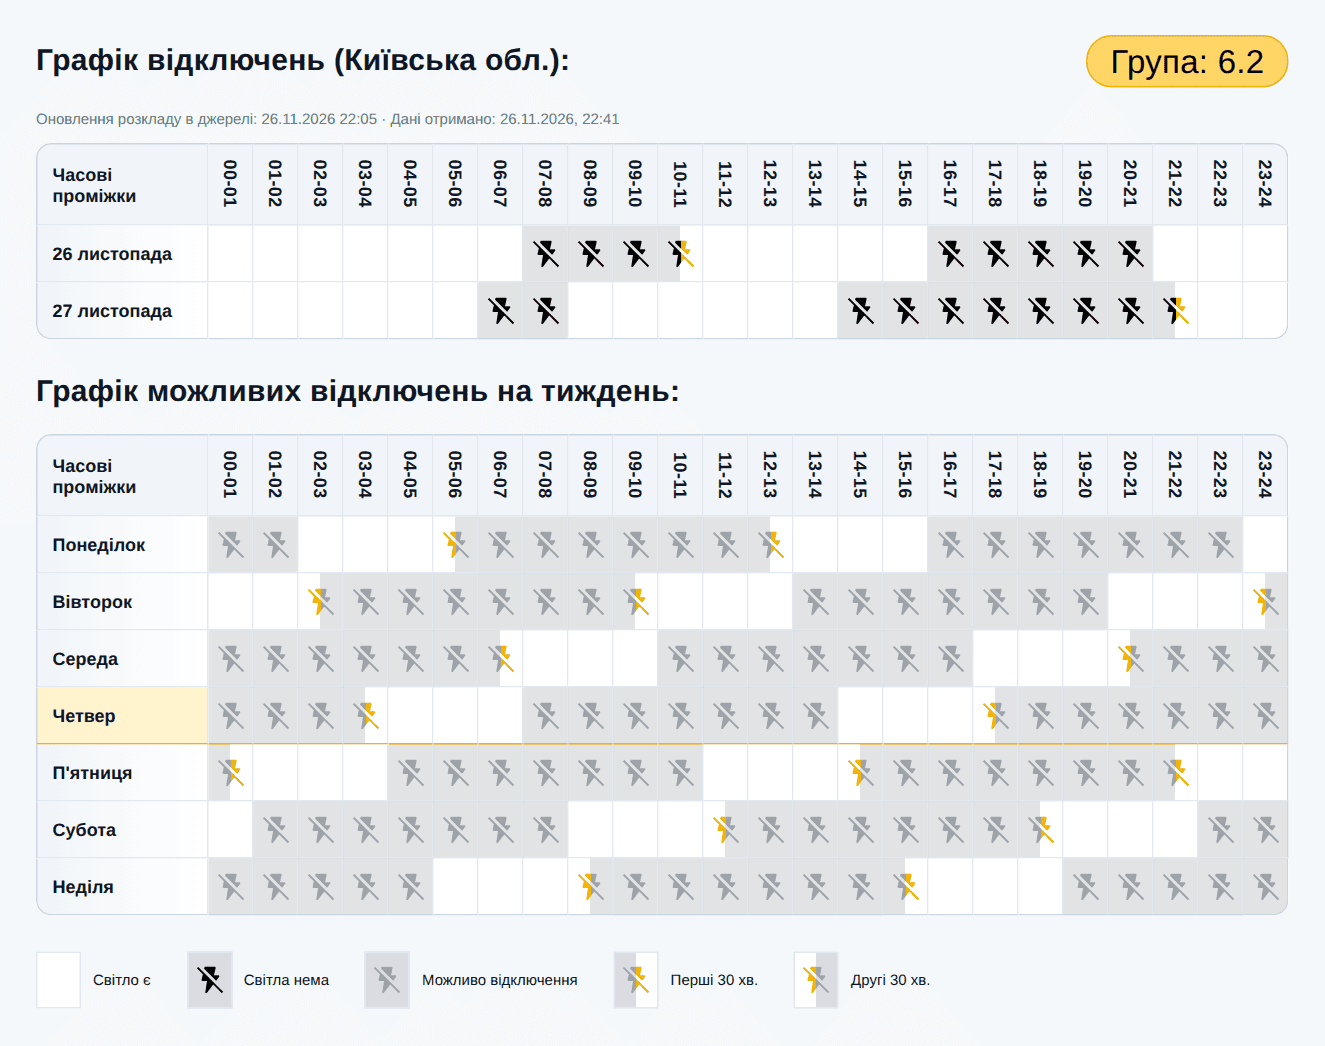 Графік відключень (Київська обл.):
Група: 6.2
Оновлення розкладу в джерелі: 26.11.2026 22:05 · Дані отримано: 26.11.2026, 22:41
Часові проміжки 00-01 01-02 02-03 03-04 04-05 05-06 06-07 07-08 08-09 09-10 10-11 11-12 12-13 13-14 14-15 15-16 16-17 17-18 18-19 19-20 20-21 21-22 22-23 23-24
26 листопада
27 листопада
Графік можливих відключень на тиждень:
Часові проміжки 00-01 01-02 02-03 03-04 04-05 05-06 06-07 07-08 08-09 09-10 10-11 11-12 12-13 13-14 14-15 15-16 16-17 17-18 18-19 19-20 20-21 21-22 22-23 23-24
Понеділок
Вівторок
Середа
Четвер
П'ятниця
Субота
Неділя
Світло є Світла нема Можливо відключення Перші 30 хв. Другі 30 хв.